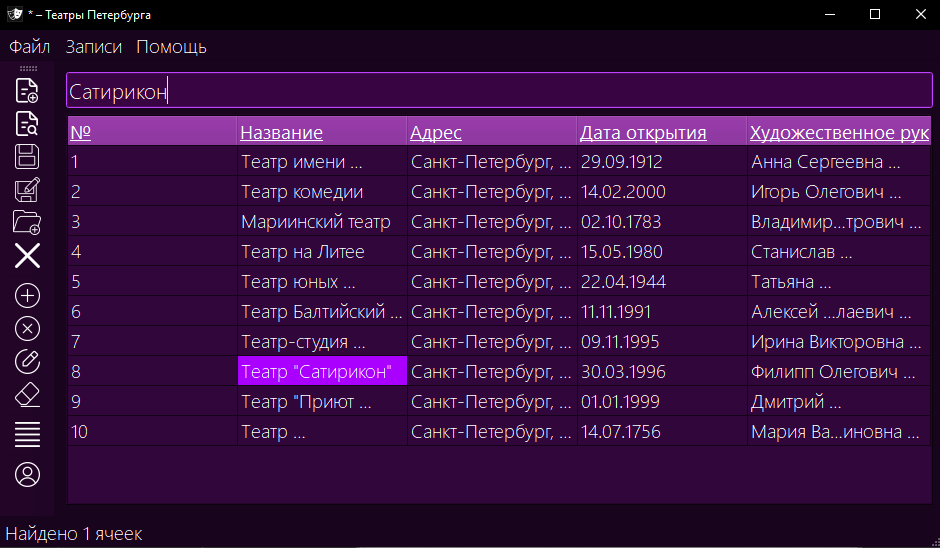 * – Театры Петербурга
Файл Записи Помощь
Сатирикон
№ Название Адрес Дата открытия Художественное рук
1 Театр имени ... Санкт-Петербург, ... 29.09.1912 Анна Сергеевна ...
2 Театр комедии Санкт-Петербург, ... 14.02.2000 Игорь Олегович ...
3 Мариинский театр Санкт-Петербург, ... 02.10.1783 Владимир...трович ...
4 Театр на Литее Санкт-Петербург, ... 15.05.1980 Станислав ...
5 Театр юных ... Санкт-Петербург, ... 22.04.1944 Татьяна ...
6 Театр Балтийский ... Санкт-Петербург, ... 11.11.1991 Алексей ...лаевич ...
7 Театр-студия ... Санкт-Петербург, ... 09.11.1995 Ирина Викторовна ...
8 Театр "Сатирикон" Санкт-Петербург, ... 30.03.1996 Филипп Олегович ...
9 Театр "Приют ... Санкт-Петербург, ... 01.01.1999 Дмитрий ...
10 Театр ... Санкт-Петербург, ... 14.07.1756 Мария Ва...иновна ...
Найдено 1 ячеек